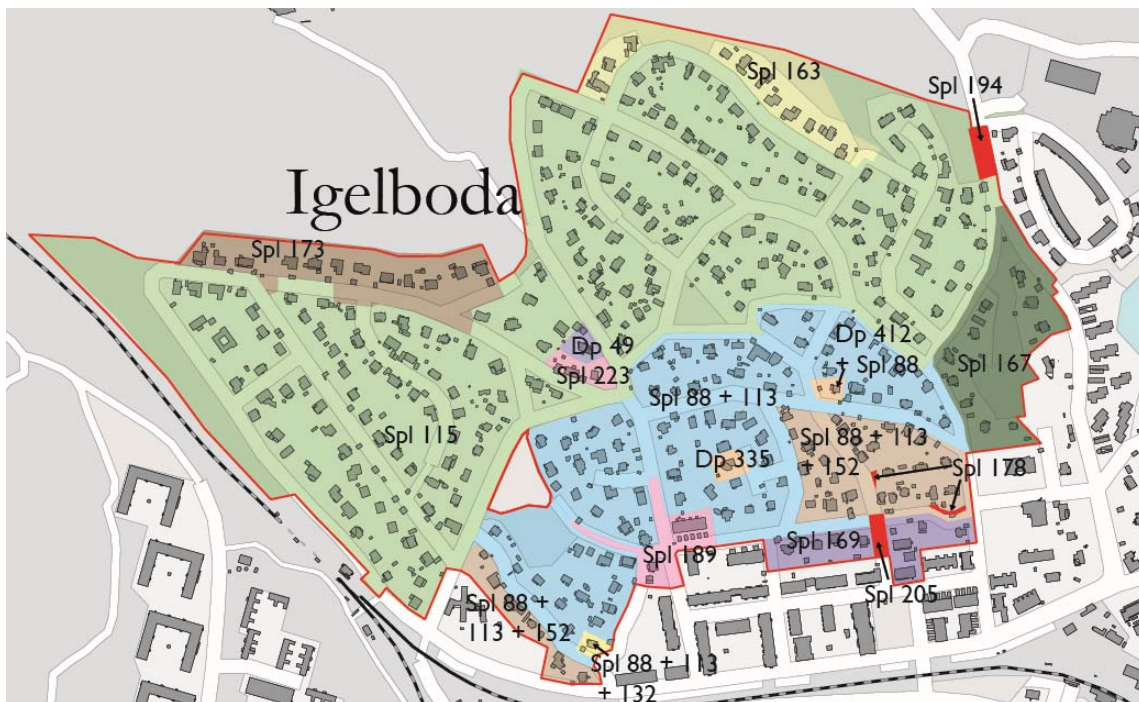 Spl 163
Spl 194
Igelboda
Spl 173
Dp 49
Spl 223
Dp 412
+ Spl 88
Spl 167
Spl 88 + 113
Spl 115
Spl 88 + 113
+ 152
Dp 335
Spl 178
Spl 189
Spl 169
Spl 205
Spl 88 +
113 + 152
Spl 88 + 113
+ 132